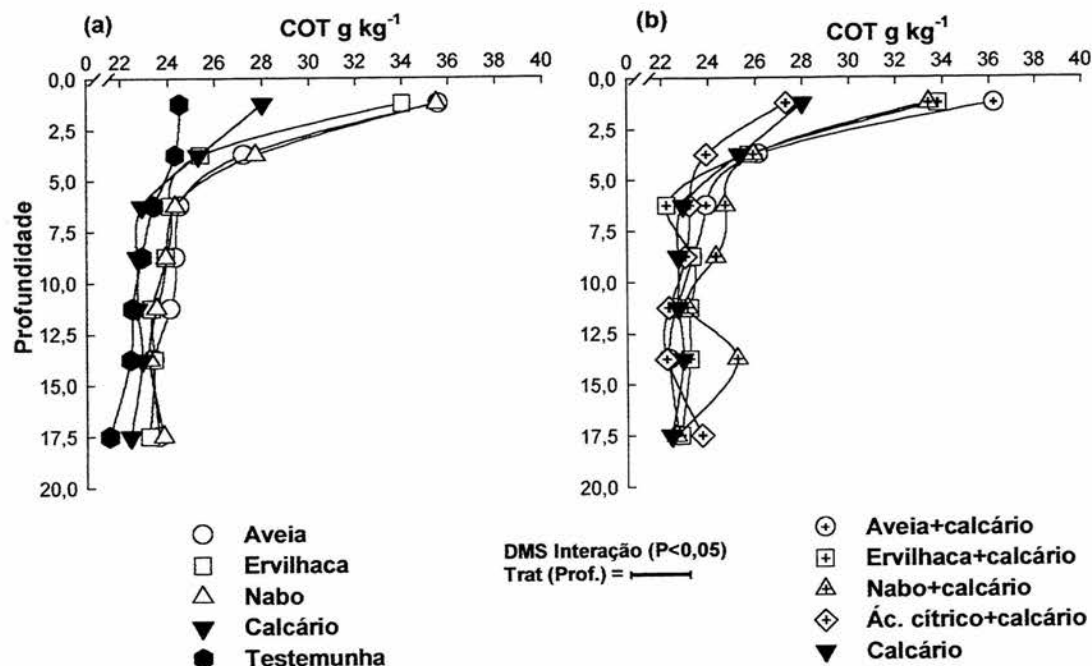 (a) COT g kg⁻¹
0 22 24 26 28 30 32 34 36 38 40
0,0
2,5
5,0
7,5
10,0
12,5
15,0
17,5
20,0
Profundidade
Aveia
Ervilhaca
Nabo
Calcário
Testemunha
DMS Interação (P<0,05)
Trat (Prof.) =
(b) COT g kg⁻¹
0 22 24 26 28 30 32 34 36 38 40
0,0
2,5
5,0
7,5
10,0
12,5
15,0
17,5
20,0
Aveia+calcário
Ervilhaca+calcário
Nabo+calcário
Ác. cítrico+calcário
Calcário